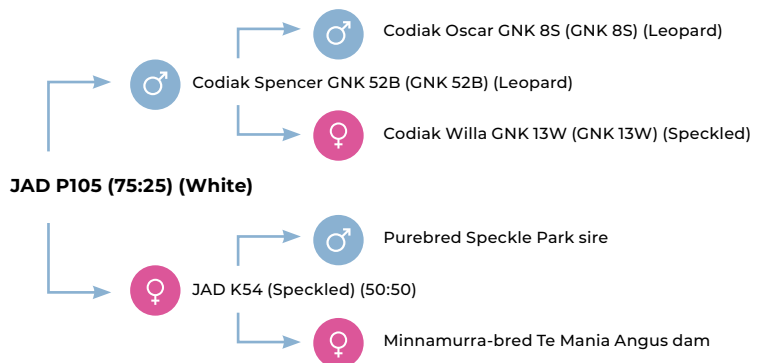 Codiak Oscar GNK 8S (GNK 8S) (Leopard)
Codiak Spencer GNK 52B (GNK 52B) (Leopard)
Codiak Willa GNK 13W (GNK 13W) (Speckled)
JAD P105 (75:25) (White)
Purebred Speckle Park sire
JAD K54 (Speckled) (50:50)
Minnamurra-bred Te Mania Angus dam